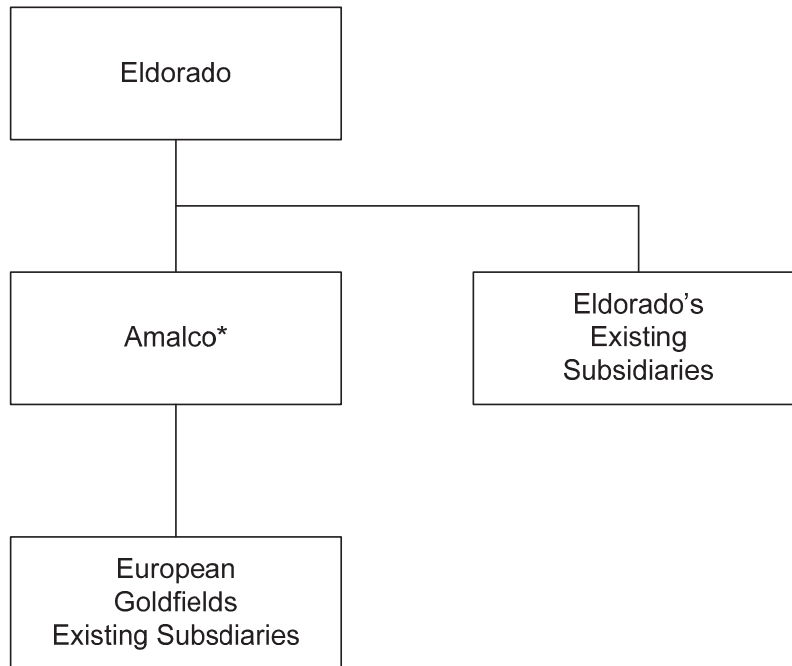 Eldorado
Amalco*
Eldorado’s
Existing
Subsidiaries
European
Goldfields
Existing Subsdiaries